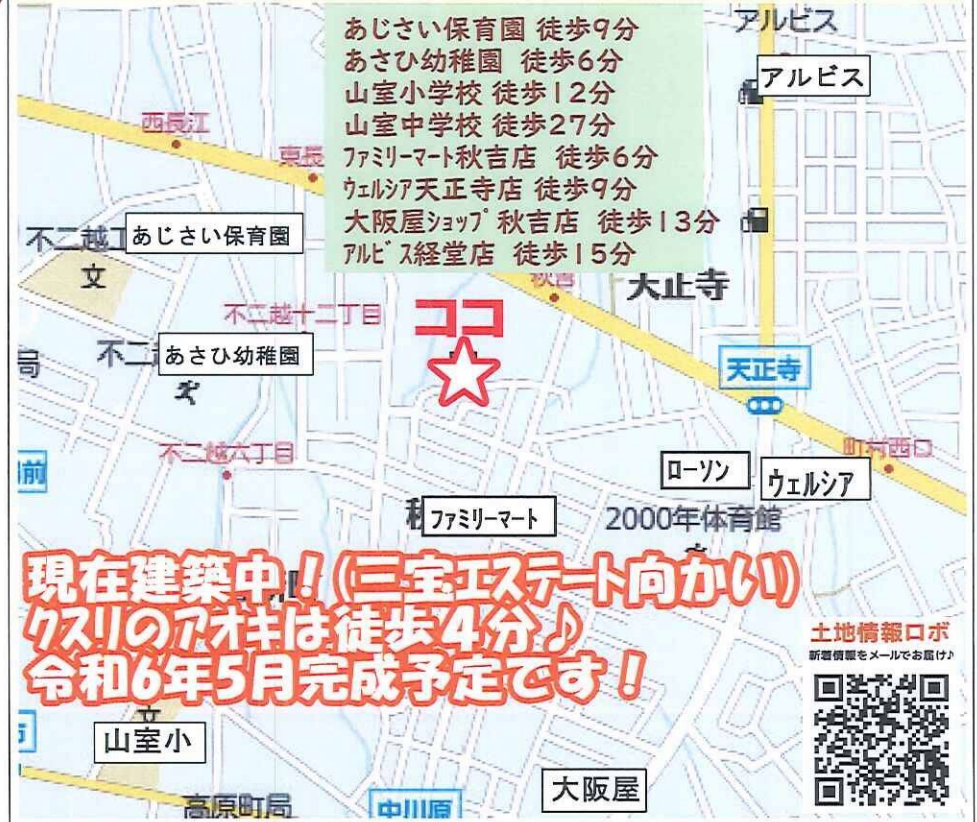 あじさい保育園 徒歩9分
あさひ幼稚園 徒歩6分
山室小学校 徒歩12分
山室中学校 徒歩27分
ファミリーマート秋吉店 徒歩6分
ウェルシア天正寺店 徒歩9分
大阪屋ショップ秋吉店 徒歩13分
アルビス経堂店 徒歩15分
アルビス
アルビス
西長江
東長
不二越
あじさい保育園
文
秋吉
大正寺
不二越十二丁目
ココ
不二
あさひ幼稚園
局
天正寺
不二越六丁目
町村西口
前
ローソン
ウェルシア
ファミリーマート
2000年体育館
現在建築中！(三宝エステート向かい)
クスリのアオキは徒歩4分♪
令和6年5月完成予定です！
土地情報ロボ
新着情報をメールでお届け♪
文
山室小
大阪屋
高原町局
中川原